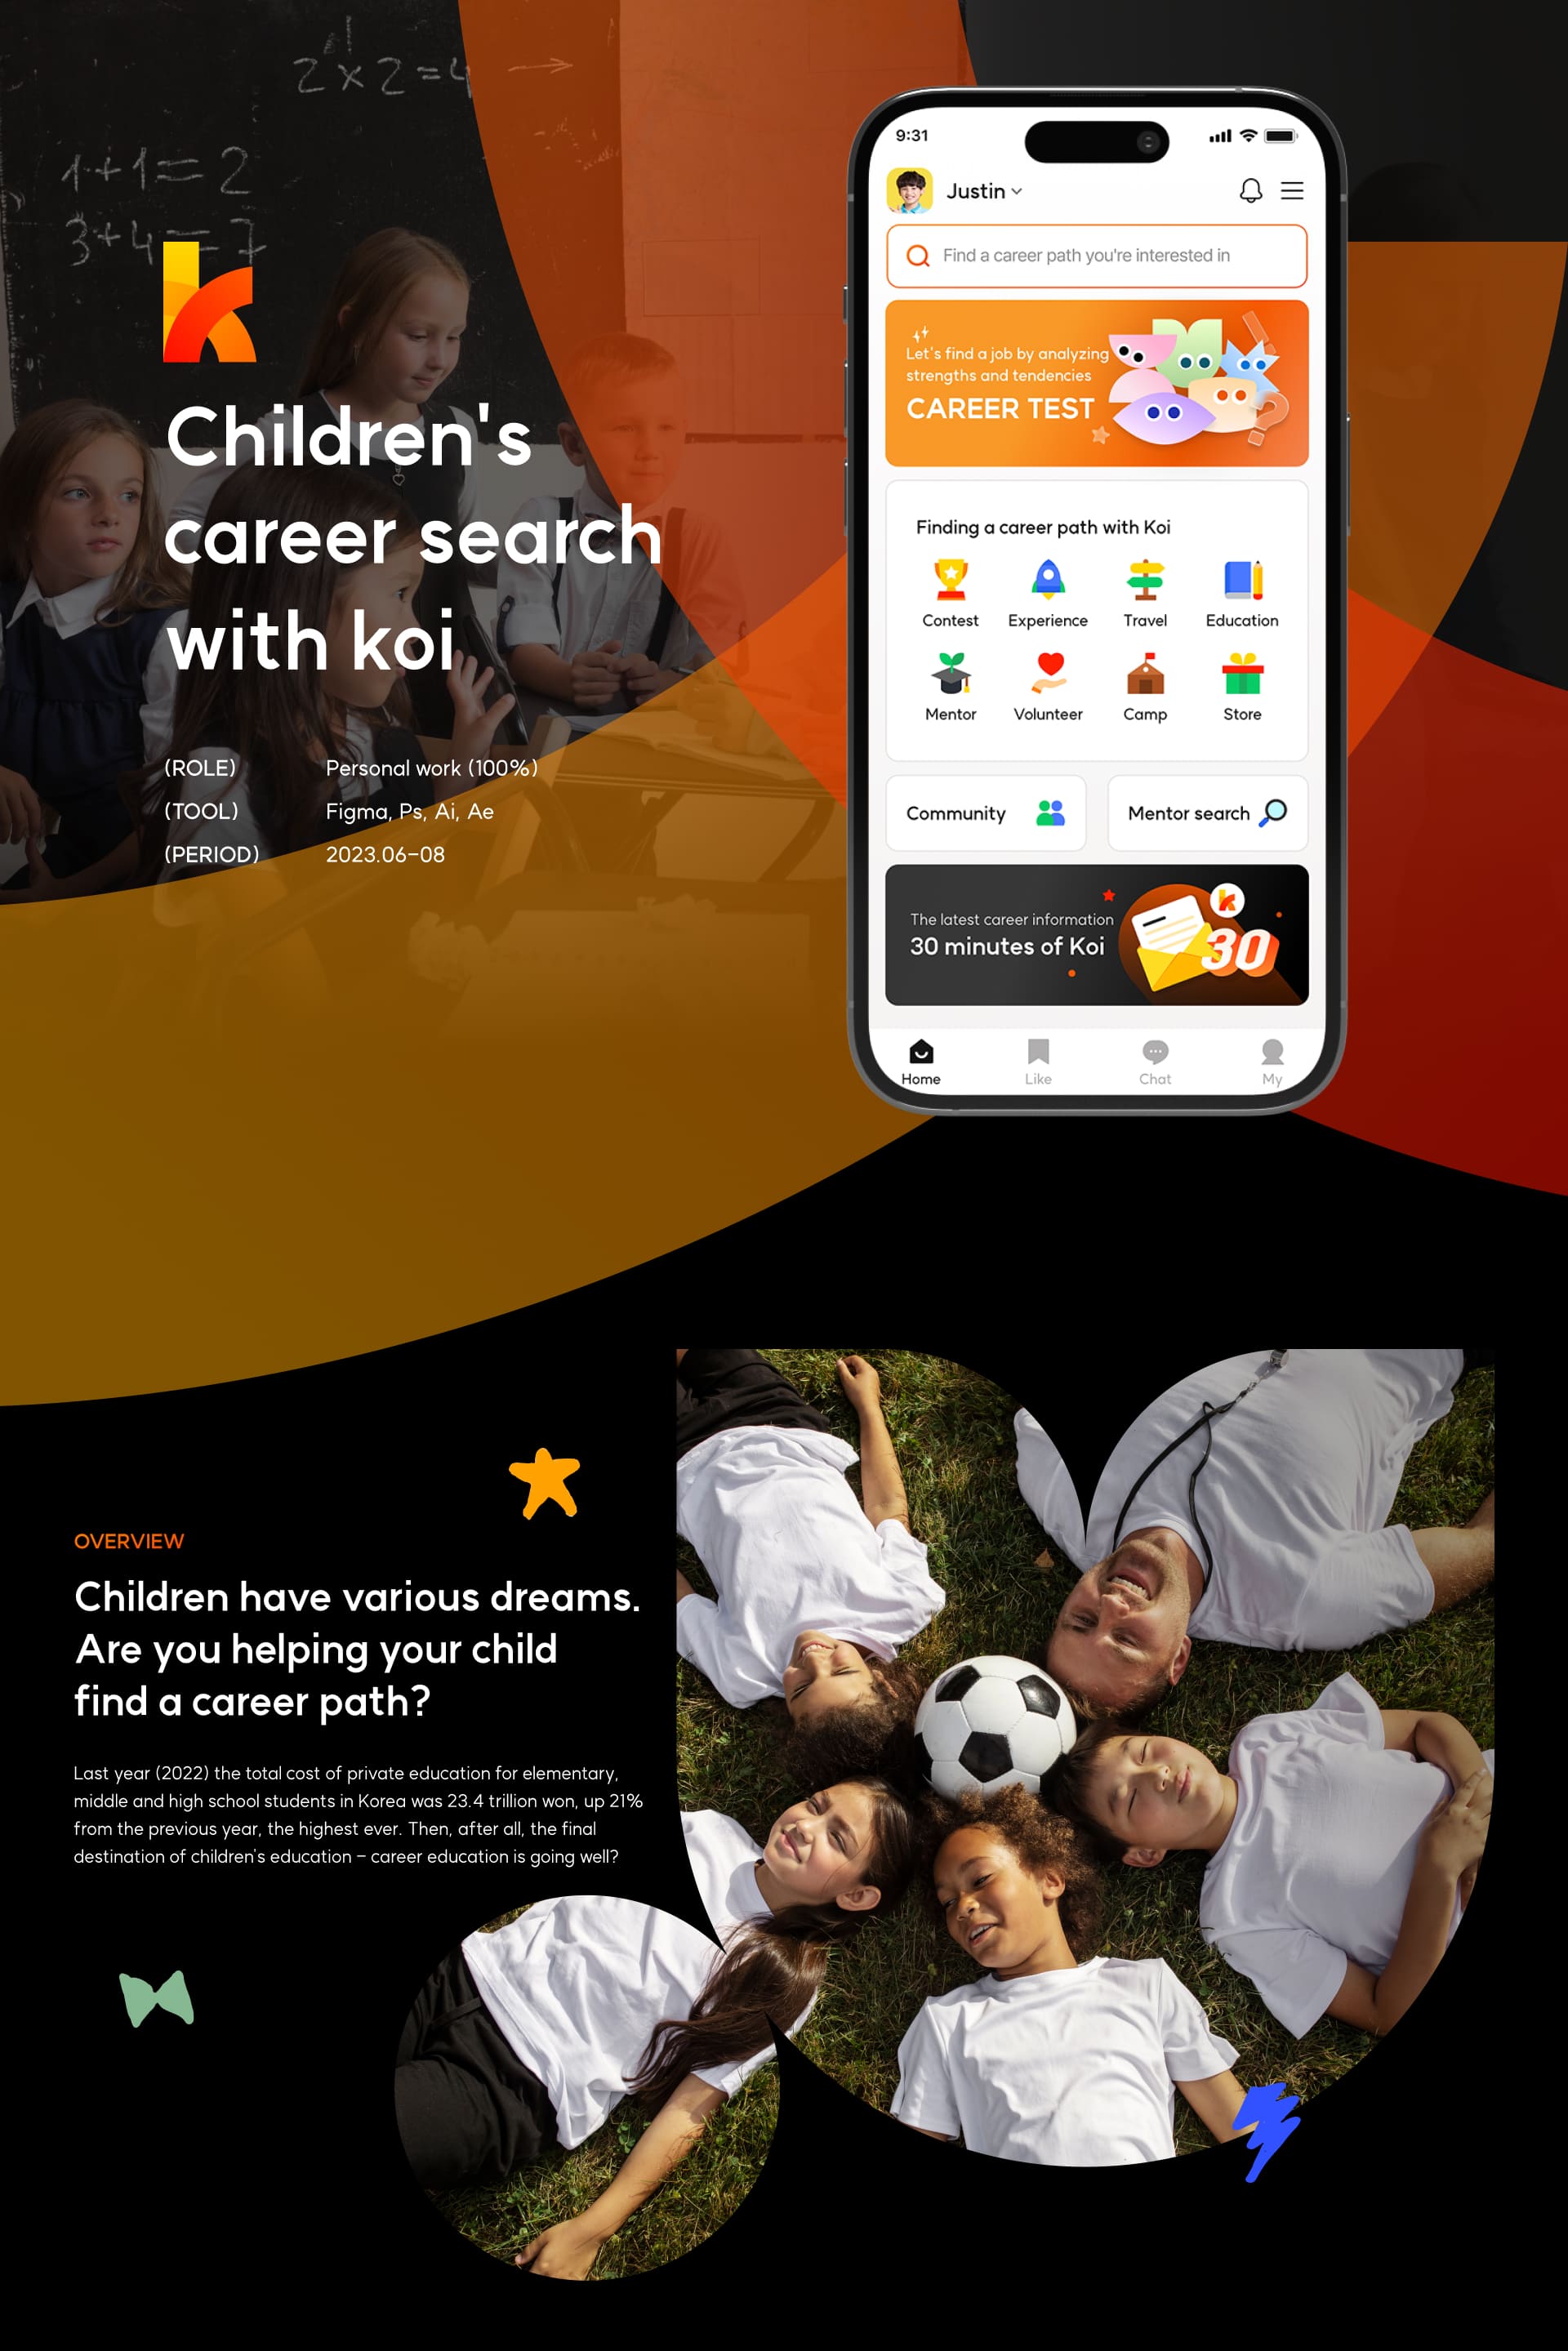 2×2=4
1+1=2
3+4=7
k
Children's
career search
with koi
(ROLE) Personal work (100%)
(TOOL) Figma, Ps, Ai, Ae
(PERIOD) 2023.06-08
9:31
Justin
Find a career path you're interested in
Let's find a job by analyzing
strengths and tendencies
CAREER TEST
Finding a career path with Koi
Contest Experience Travel Education
Mentor Volunteer Camp Store
Community Mentor search
The latest career information
30 minutes of Koi
k
30
Home Like Chat My
OVERVIEW
Children have various dreams.
Are you helping your child
find a career path?
Last year (2022) the total cost of private education for elementary,
middle and high school students in Korea was 23.4 trillion won, up 21%
from the previous year, the highest ever. Then, after all, the final
destination of children's education – career education is going well?